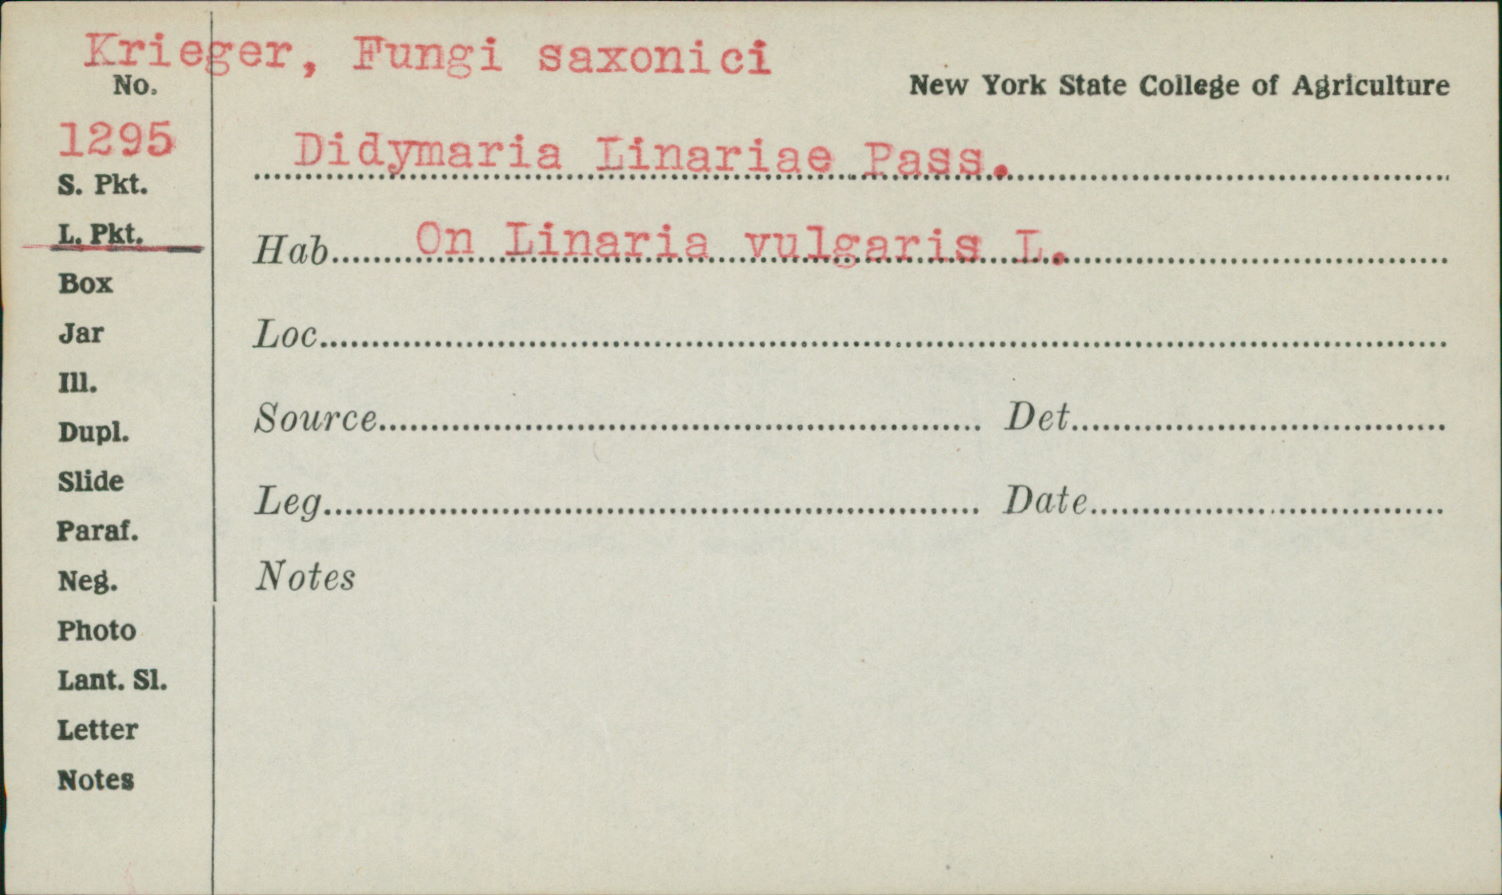 Krieger, Fungi saxonici
No.
New York State College of Agriculture
1295
Didymaria Linariae Pass.
S. Pkt.
L. Pkt.
Hab. On Linaria vulgaris L.
Box
Jar
Loc.
Ill.
Dupl.
Source Det.
Slide
Leg. Date
Paraf.
Neg.
Notes
Photo
Lant. Sl.
Letter
Notes